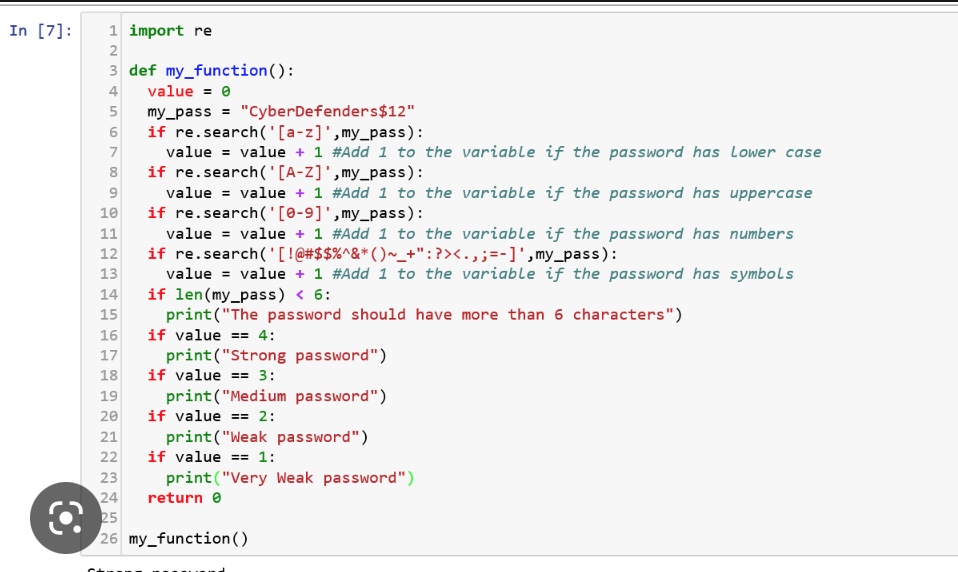 In [7]:
1 import re
2
3 def my_function():
4   value = 0
5   my_pass = "CyberDefenders$12"
6   if re.search('[a-z]',my_pass):
7     value = value + 1 #Add 1 to the variable if the password has lower case
8   if re.search('[A-Z]',my_pass):
9     value = value + 1 #Add 1 to the variable if the password has uppercase
10   if re.search('[0-9]',my_pass):
11     value = value + 1 #Add 1 to the variable if the password has numbers
12   if re.search('[!@#$$%^&*()~_+":?><.,;=-]',my_pass):
13     value = value + 1 #Add 1 to the variable if the password has symbols
14   if len(my_pass) < 6:
15     print("The password should have more than 6 characters")
16   if value == 4:
17     print("Strong password")
18   if value == 3:
19     print("Medium password")
20   if value == 2:
21     print("Weak password")
22   if value == 1:
23     print("Very Weak password")
24   return 0
25
26 my_function()
Strong password